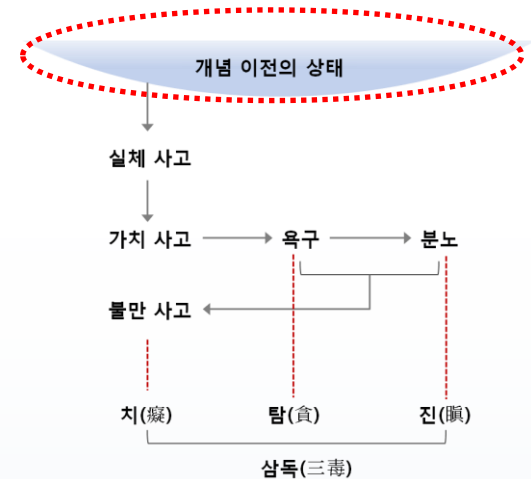 개념 이전의 상태
실체 사고
가치 사고 욕구 분노
불만 사고
치(癡) 탐(貪) 진(瞋)
삼독(三毒)